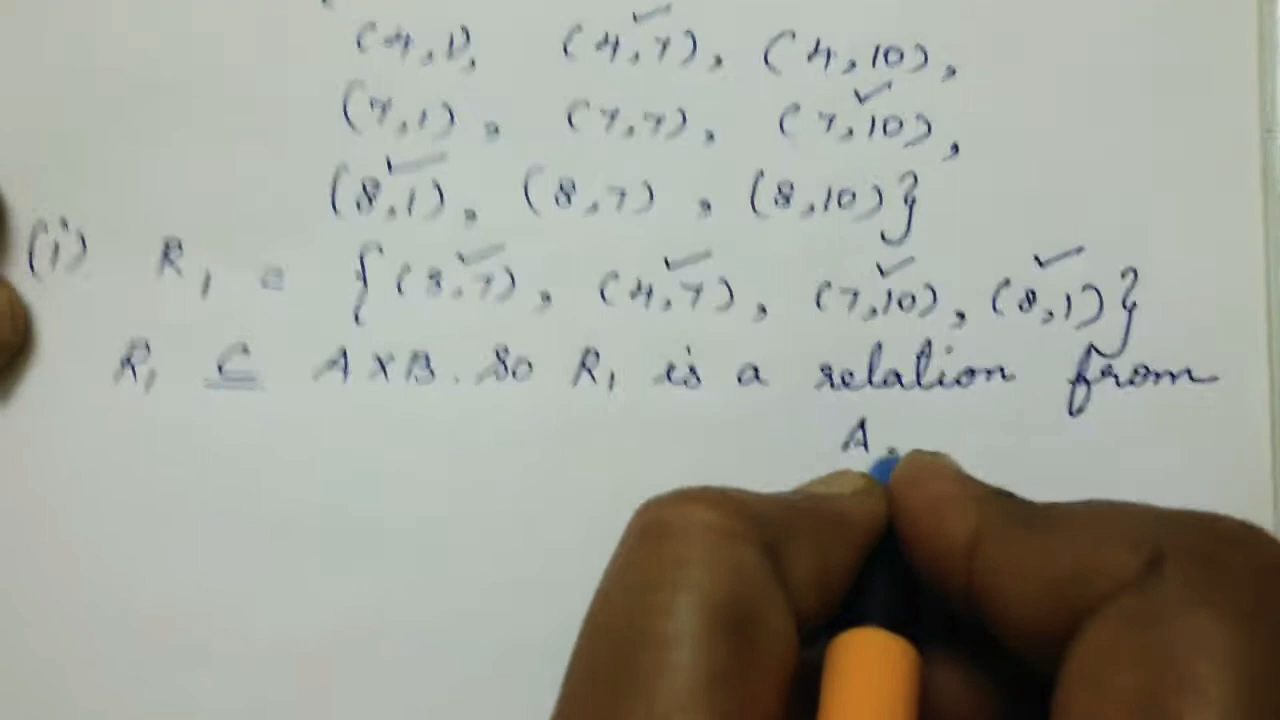 (4,1), (4,7), (4,10),
(7,1), (7,7), (7,10),
(8,1), (8,7), (8,10)}
(i) R1 = {(3,7), (4,7), (7,10), (8,1)}
R1 ⊆ A×B. So R1 is a relation from
A